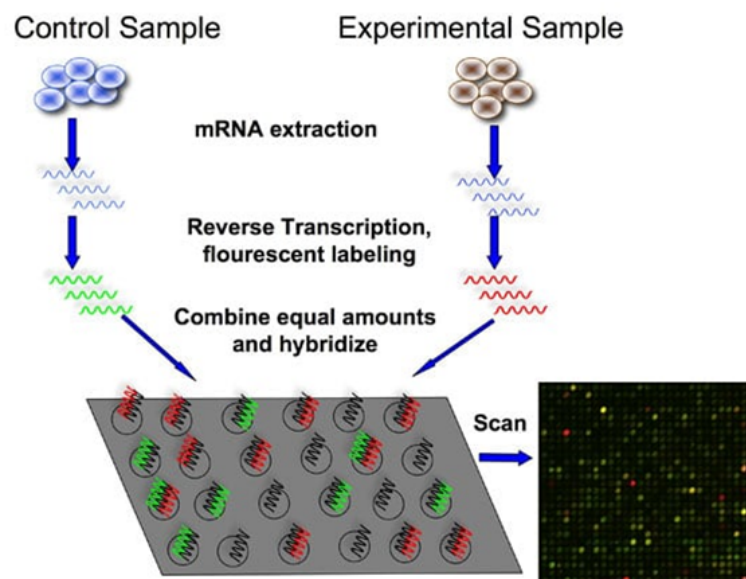 Control Sample
Experimental Sample
mRNA extraction
Reverse Transcription,
flourescent labeling
Combine equal amounts
and hybridize
Scan